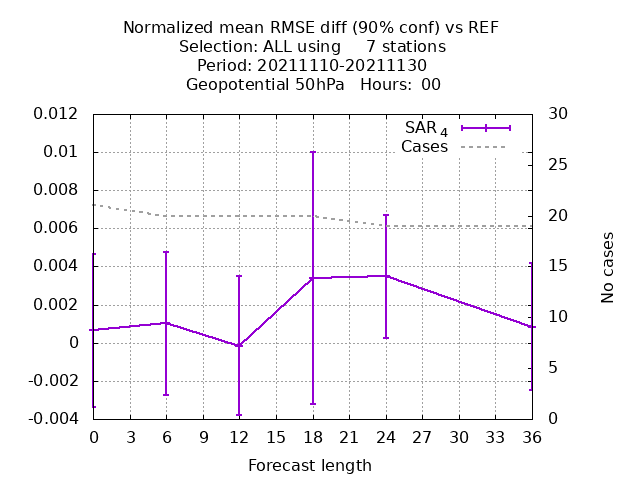 Normalized mean RMSE diff (90% conf) vs REF
Selection: ALL using     7 stations
Period: 20211110-20211130
Geopotential 50hPa   Hours:  00
0.012
0.01
0.008
0.006
0.004
0.002
0
-0.002
-0.004
30
25
20
15
10
5
0
No cases
SAR 4
Cases
0 3 6 9 12 15 18 21 24 27 30 33 36
Forecast length